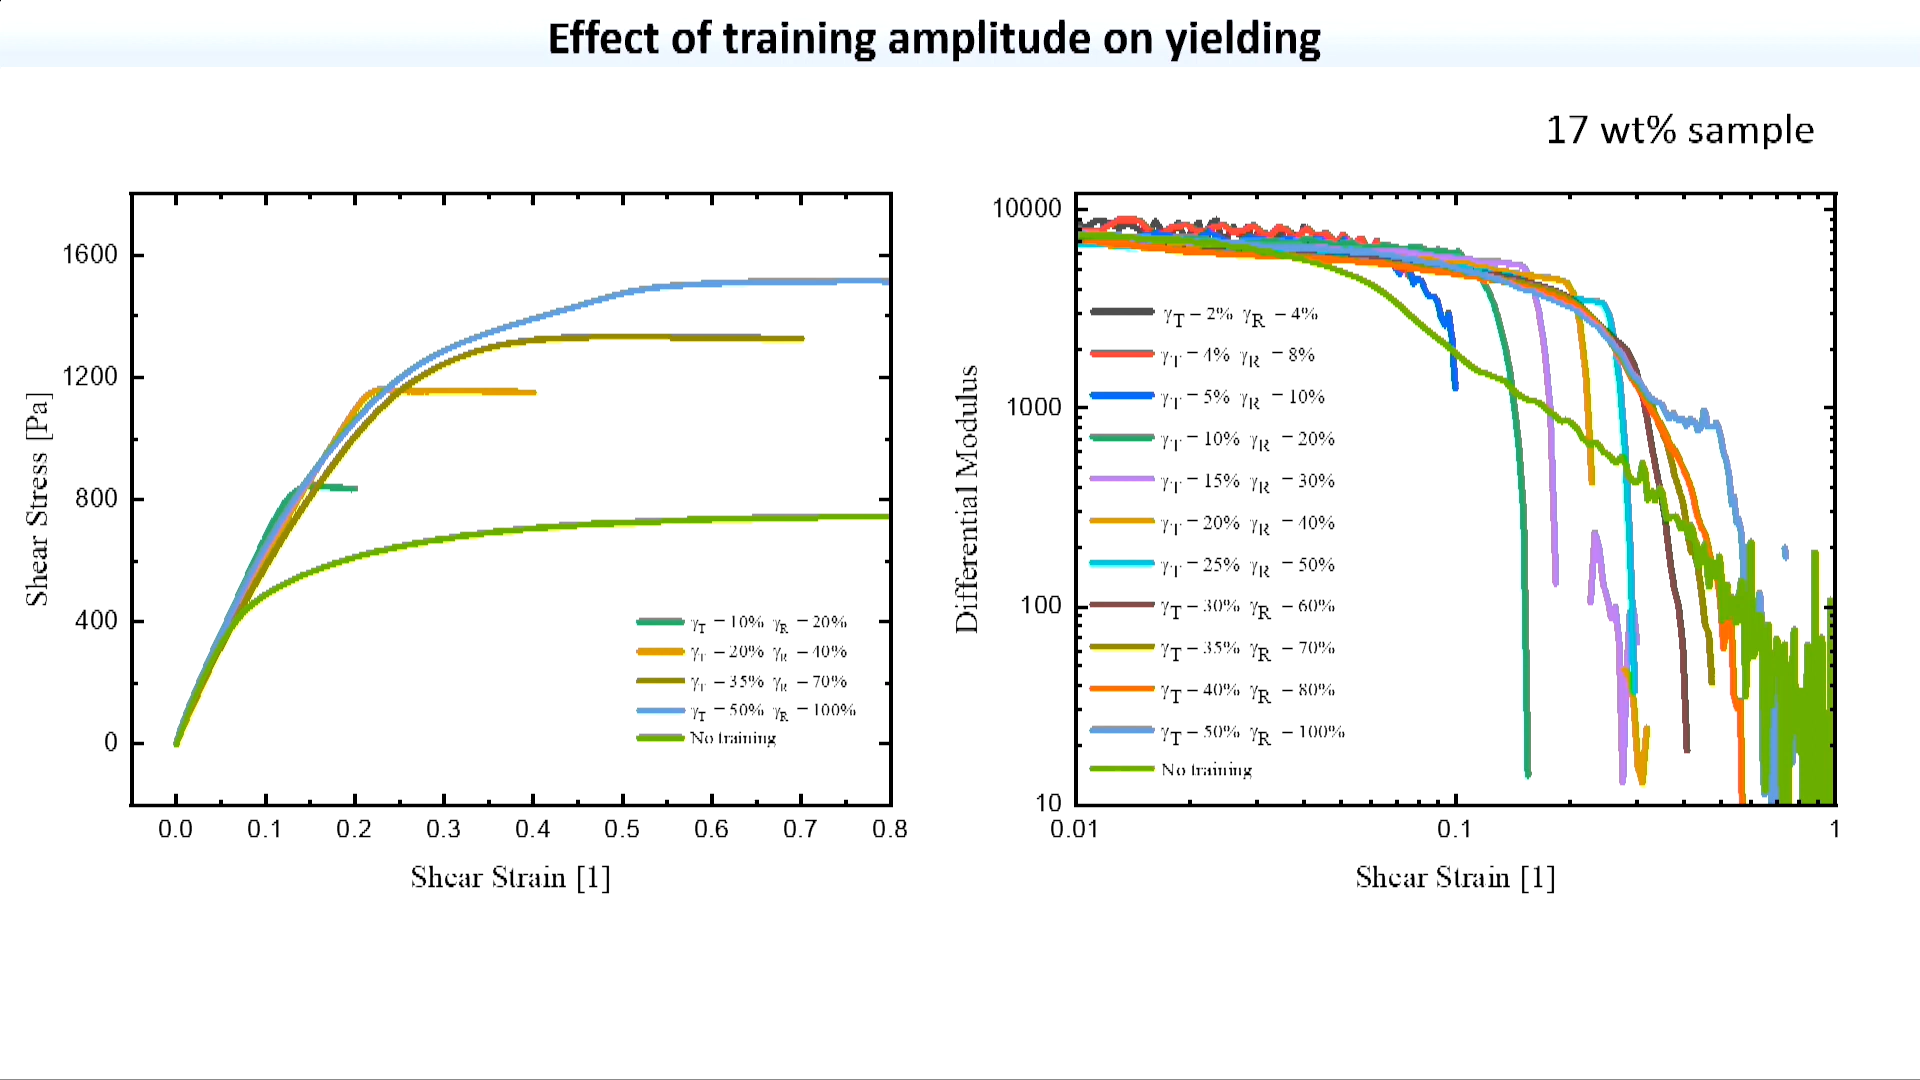 Effect of training amplitude on yielding
17 wt% sample
Shear Stress [Pa]
1600
1200
800
400
0
0.0 0.1 0.2 0.3 0.4 0.5 0.6 0.7 0.8
Shear Strain [1]
γT = 10% γR = 20%
γT = 20% γR = 40%
γT = 35% γR = 70%
γT = 50% γR = 100%
No training
Differential Modulus
10000
1000
100
10
0.01 0.1 1
Shear Strain [1]
γT = 2% γR = 4%
γT = 4% γR = 8%
γT = 5% γR = 10%
γT = 10% γR = 20%
γT = 15% γR = 30%
γT = 20% γR = 40%
γT = 25% γR = 50%
γT = 30% γR = 60%
γT = 35% γR = 70%
γT = 40% γR = 80%
γT = 50% γR = 100%
No training